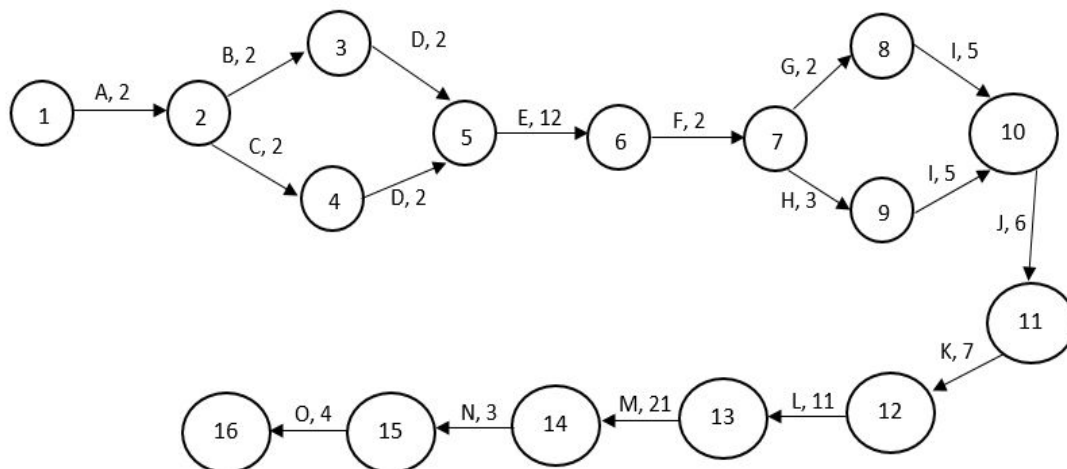 1
A, 2
2
B, 2
3
D, 2
C, 2
4
D, 2
5
E, 12
6
F, 2
7
G, 2
8
I, 5
H, 3
9
I, 5
10
J, 6
11
K, 7
12
L, 11
13
M, 21
14
N, 3
15
O, 4
16